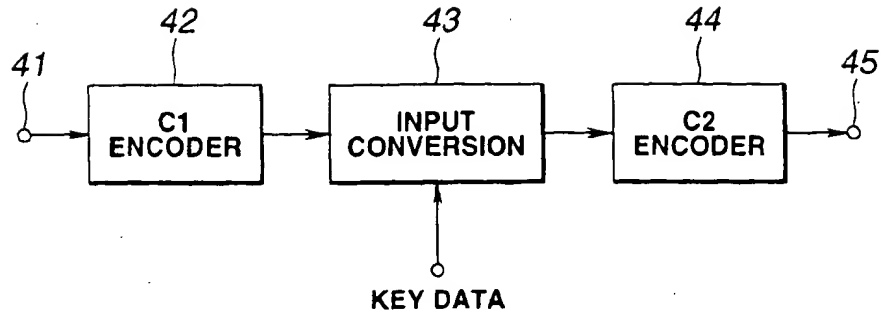 41
42
43
44
45
C1
ENCODER
INPUT
CONVERSION
C2
ENCODER
KEY DATA